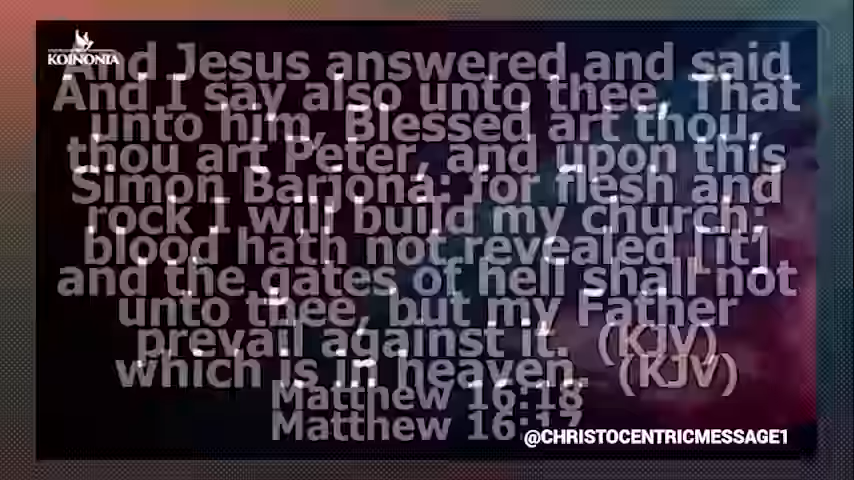 KOINONIA
And Jesus answered and said
And I say also unto thee, That
unto him, Blessed art thou,
thou art Peter, and upon this
Simon Barjona: for flesh and
rock I will build my church;
blood hath not revealed [it]
and the gates of hell shall not
unto thee, but my Father
prevail against it. (KJV)
which is in heaven. (KJV)
Matthew 16:18
Matthew 16:17
@CHRISTOCENTRICMESSAGE1